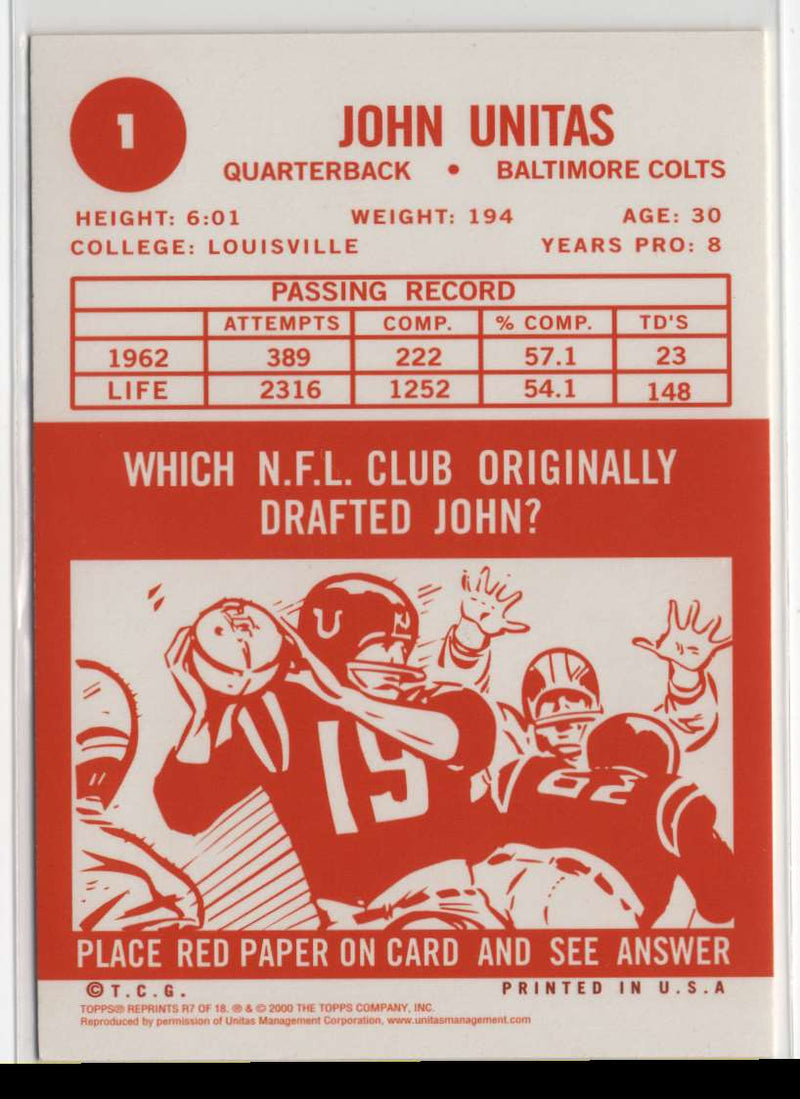 1
JOHN UNITAS
QUARTERBACK • BALTIMORE COLTS
HEIGHT: 6:01 WEIGHT: 194 AGE: 30
COLLEGE: LOUISVILLE YEARS PRO: 8
PASSING RECORD
ATTEMPTS COMP. % COMP. TD'S
1962 389 222 57.1 23
LIFE 2316 1252 54.1 148
WHICH N.F.L. CLUB ORIGINALLY
DRAFTED JOHN?
19
82
PLACE RED PAPER ON CARD AND SEE ANSWER
© T.C.G. PRINTED IN U.S.A
TOPPS® REPRINTS R7 OF 18. ® & © 2000 THE TOPPS COMPANY, INC.
Reproduced by permission of Unitas Management Corporation, www.unitasmanagement.com